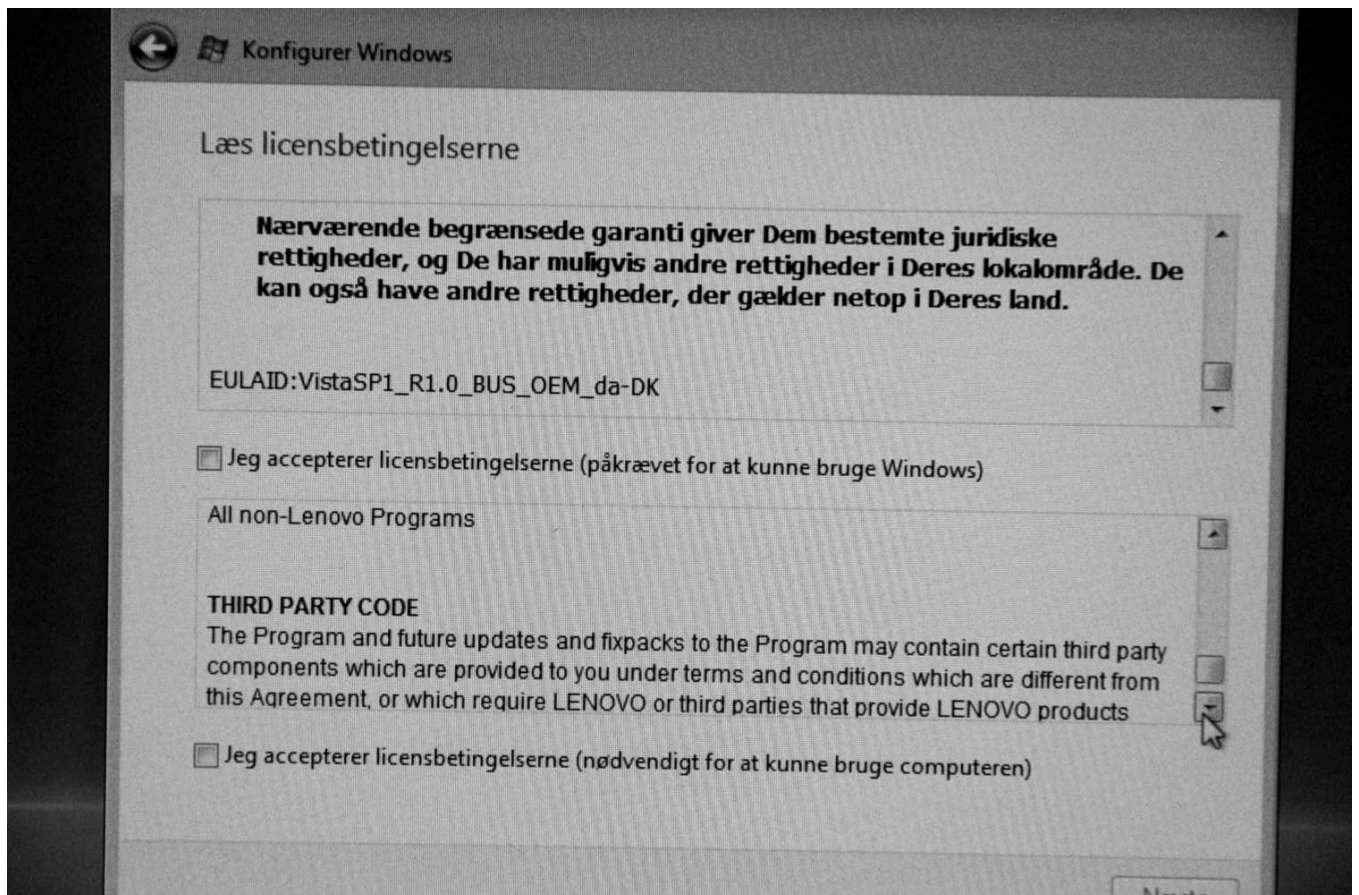 Konfigurer Windows
Læs licensbetingelserne
Nærværende begrænsede garanti giver Dem bestemte juridiske
rettigheder, og De har muligvis andre rettigheder i Deres lokalområde. De
kan også have andre rettigheder, der gælder netop i Deres land.
EULAID:VistaSP1_R1.0_BUS_OEM_da-DK
Jeg accepterer licensbetingelserne (påkrævet for at kunne bruge Windows)
All non-Lenovo Programs
THIRD PARTY CODE
The Program and future updates and fixpacks to the Program may contain certain third party
components which are provided to you under terms and conditions which are different from
this Agreement, or which require LENOVO or third parties that provide LENOVO products
Jeg accepterer licensbetingelserne (nødvendigt for at kunne bruge computeren)